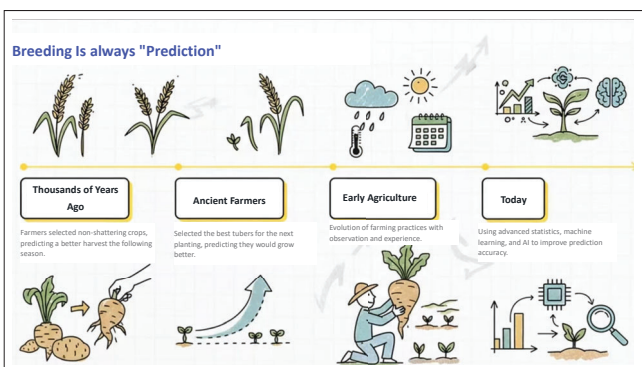 Breeding Is always "Prediction"
Thousands of Years
Ago
Farmers selected non-shattering crops,
predicting a better harvest the following
season.
Ancient Farmers
Selected the best tubers for the next
planting, predicting they would grow
better.
Early Agriculture
Evolution of farming practices with
observation and experience.
Today
Using advanced statistics, machine
learning, and AI to improve prediction
accuracy.